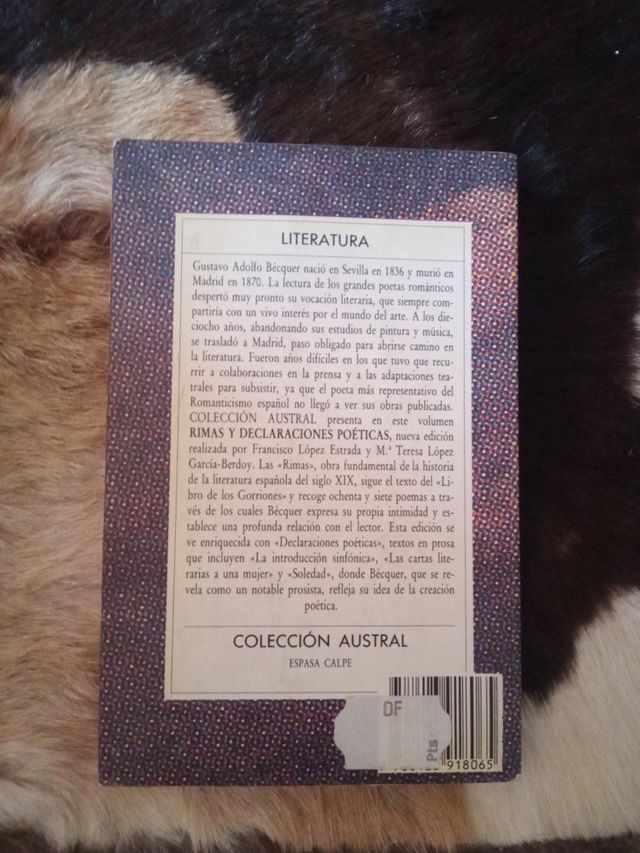 LITERATURA
Gustavo Adolfo Bécquer nació en Sevilla en 1836 y murió en
Madrid en 1870. La lectura de los grandes poetas románticos
despertó muy pronto su vocación literaria, que siempre com-
partiría con un vivo interés por el mundo del arte. A los die-
ciocho años, abandonando sus estudios de pintura y música,
se trasladó a Madrid, paso obligado para abrirse camino en
la literatura. Fueron años difíciles en los que tuvo que recu-
rrir a colaboraciones en la prensa y a las adaptaciones tea-
trales para subsistir, ya que el poeta más representativo del
Romanticismo español no llegó a ver sus obras publicadas.
COLECCIÓN AUSTRAL presenta en este volumen
RIMAS Y DECLARACIONES POÉTICAS, nueva edición
realizada por Francisco López Estrada y M.ª Teresa López
García-Berdoy. Las «Rimas», obra fundamental de la historia
de la literatura española del siglo XIX, sigue el texto del «Li-
bro de los Gorriones» y recoge ochenta y siete poemas a tra-
vés de los cuales Bécquer expresa su propia intimidad y es-
tablece una profunda relación con el lector. Esta edición se
ve enriquecida con «Declaraciones poéticas», textos en prosa
que incluyen «La introducción sinfónica», «Las cartas lite-
rarias a una mujer» y «Soledad», donde Bécquer, que se re-
vela como un notable prosista, refleja su idea de la creación
poética.
COLECCIÓN AUSTRAL
ESPASA CALPE
DF
Pts
918065